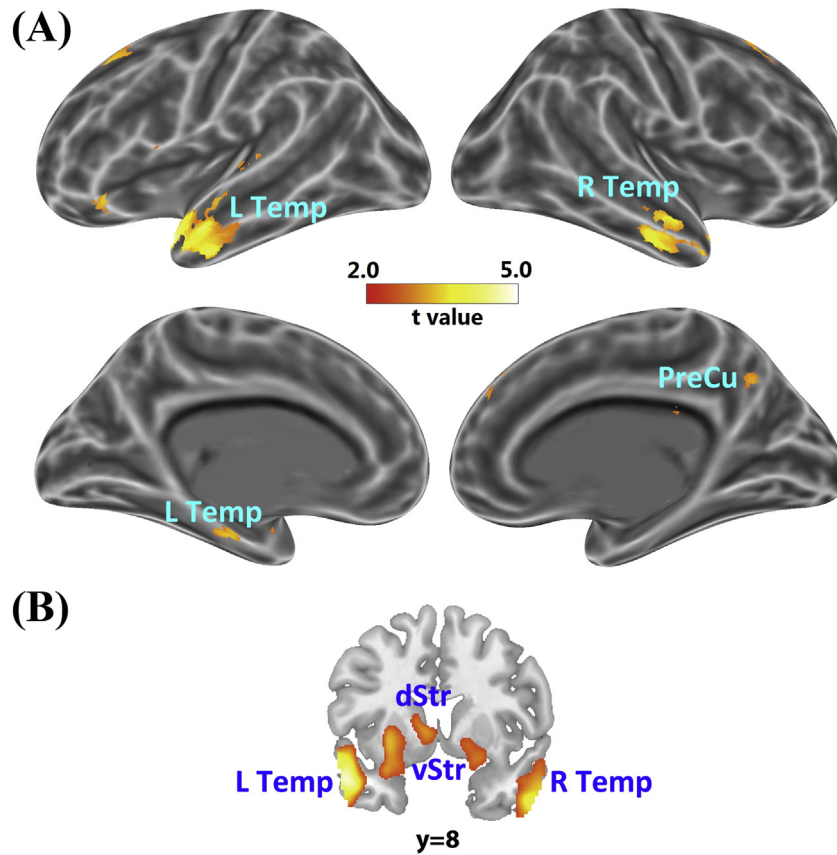 (A)
L Temp
R Temp
2.0 5.0
t value
PreCu
L Temp
(B)
dStr
vStr
L Temp
R Temp
y=8